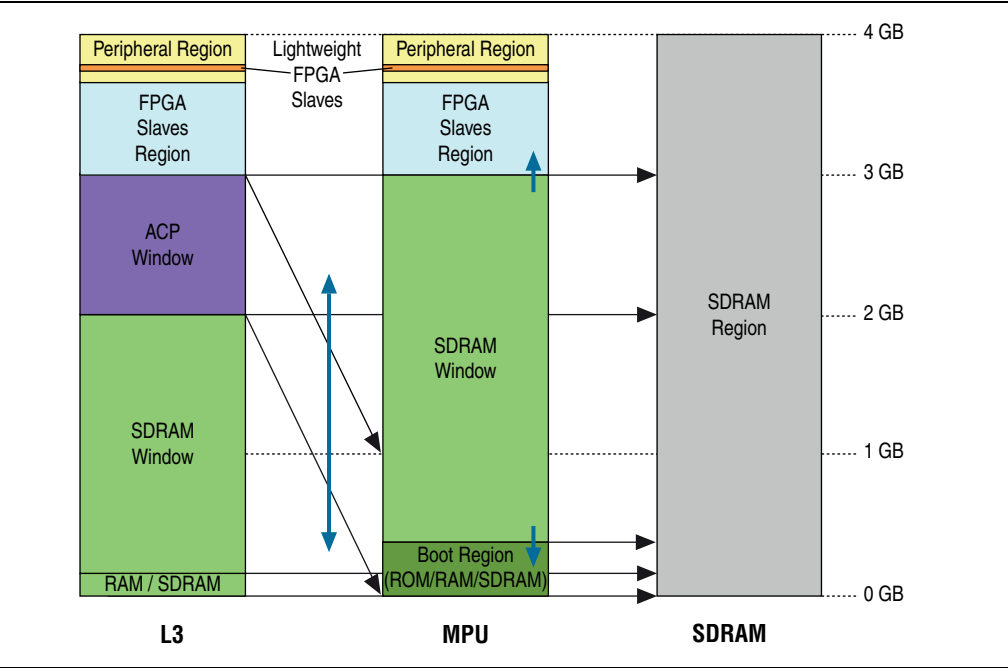 Peripheral Region
Lightweight
FPGA
Slaves
Peripheral Region
4 GB
FPGA
Slaves
Region
FPGA
Slaves
Region
3 GB
ACP
Window
SDRAM
Region
2 GB
SDRAM
Window
SDRAM
Window
1 GB
Boot Region
(ROM/RAM/SDRAM)
RAM / SDRAM
0 GB
L3
MPU
SDRAM